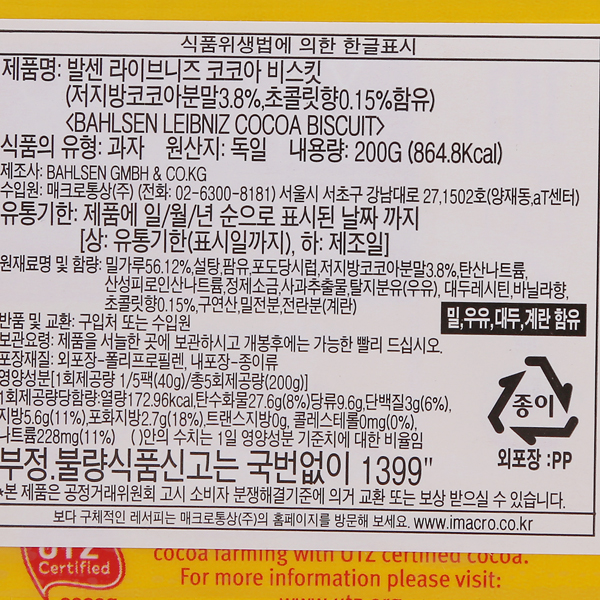 식품위생법에 의한 한글표시
제품명: 발센 라이브니즈 코코아 비스킷
(저지방코코아분말3.8%,초콜릿향0.15%함유)
<BAHLSEN LEIBNIZ COCOA BISCUIT>
식품의 유형: 과자 원산지: 독일 내용량: 200G (864.8Kcal)
제조사: BAHLSEN GMBH & CO.KG
수입원: 매크로통상(주) (전화: 02-6300-8181) 서울시 서초구 강남대로 27,1502호(양재동,aT센터)
유통기한: 제품에 일/월/년 순으로 표시된 날짜 까지
[상: 유통기한(표시일까지), 하: 제조일]
원재료명 및 함량: 밀가루56.12%,설탕,팜유,포도당시럽,저지방코코아분말3.8%,탄산나트륨,
산성피로인산나트륨,정제소금,사과추출물,탈지분유(우유), 대두레시틴,바닐라향,
초콜릿향0.15%,구연산,밀전분,전란분(계란)
밀,우유,대두,계란 함유
반품 및 교환: 구입처 또는 수입원
보관요령: 제품을 서늘한 곳에 보관하시고 개봉후에는 가능한 빨리 드십시오.
포장재질: 외포장-폴리프로필렌, 내포장-종이류
영양성분[1회제공량 1/5팩(40g)/총5회제공량(200g)]
1회제공량당함량:열량172.96kcal,탄수화물27.6g(8%)당류9.6g,단백질3g(6%),
지방5.6g(11%),포화지방2.7g(18%),트랜스지방0g, 콜레스테롤0mg(0%),
나트륨228mg(11%) ( )안의 수치는 1일 영양성분 기준치에 대한 비율임
종이
외포장 :PP
부정.불량식품신고는 국번없이 1399"
*본 제품은 공정거래위원회 고시 소비자 분쟁해결기준에 의거 교환 또는 보상 받으실 수 있습니다.
보다 구체적인 레서피는 매크로통상(주)의 홈페이지를 방문해 보세요. www.imacro.co.kr
UTZ
Certified
cocoa farming with UTZ certified cocoa.
For more information please visit: